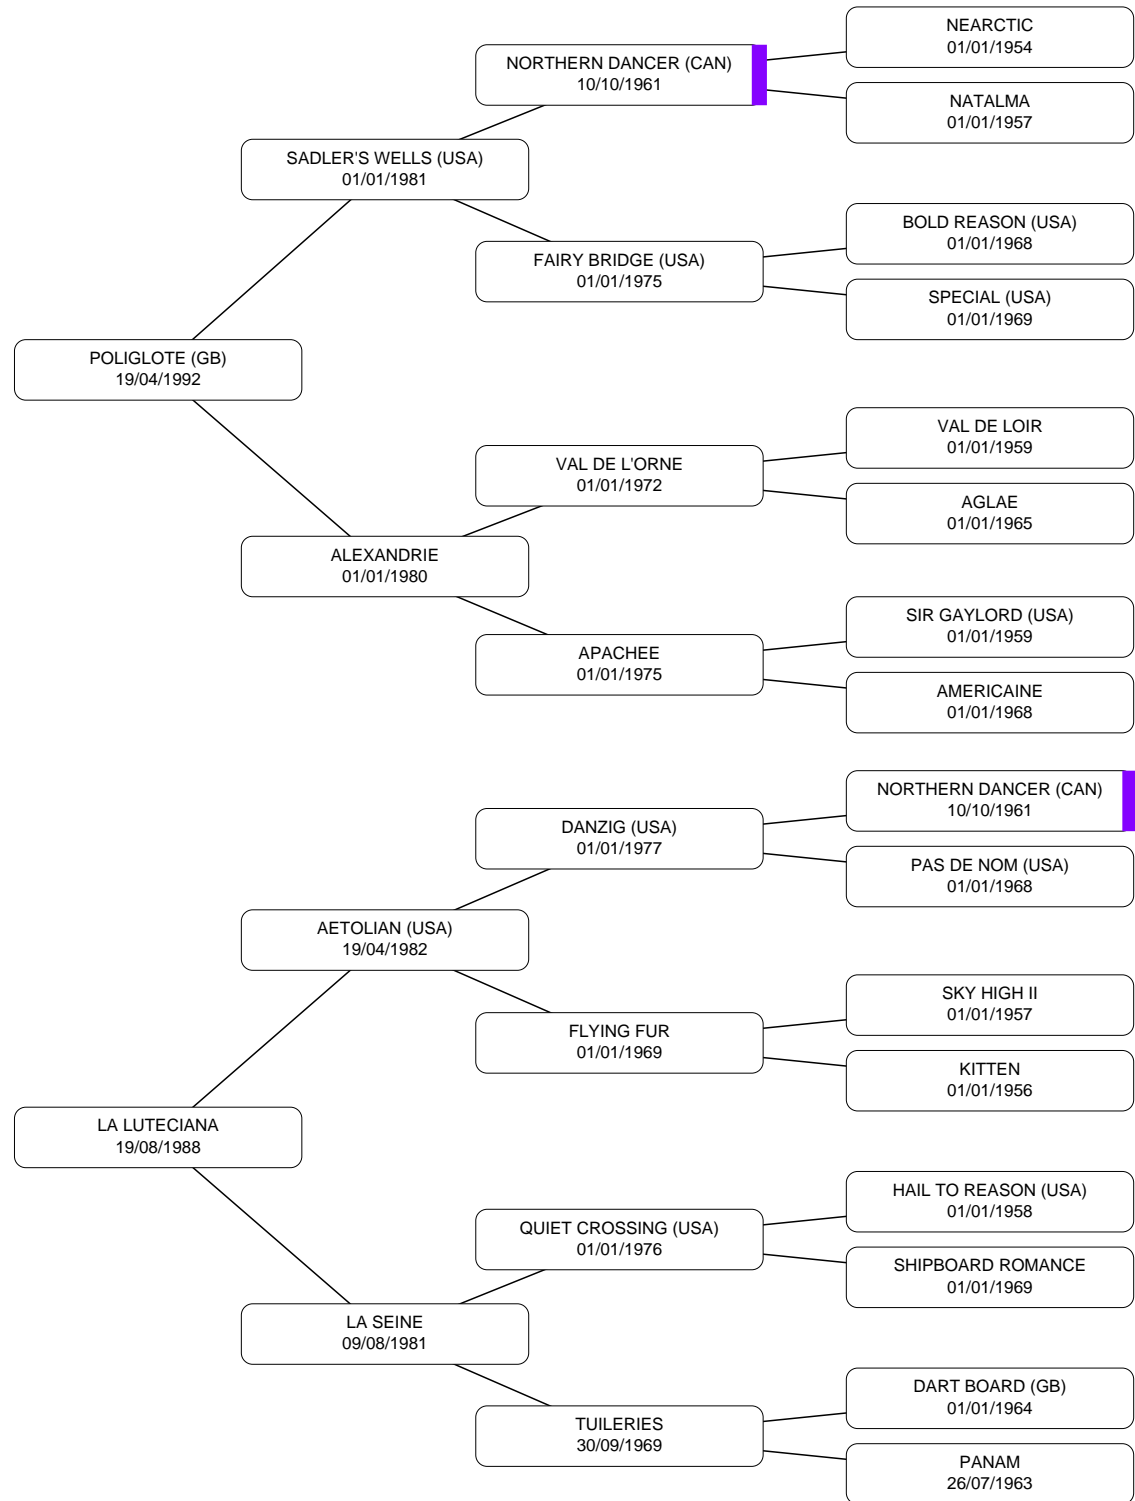 NEARCTIC
01/01/1954
NORTHERN DANCER (CAN)
10/10/1961
NATALMA
01/01/1957
SADLER'S WELLS (USA)
01/01/1981
BOLD REASON (USA)
01/01/1968
FAIRY BRIDGE (USA)
01/01/1975
SPECIAL (USA)
01/01/1969
POLIGLOTE (GB)
19/04/1992
VAL DE LOIR
01/01/1959
VAL DE L'ORNE
01/01/1972
AGLAE
01/01/1965
ALEXANDRIE
01/01/1980
SIR GAYLORD (USA)
01/01/1959
APACHEE
01/01/1975
AMERICAINE
01/01/1968
NORTHERN DANCER (CAN)
10/10/1961
DANZIG (USA)
01/01/1977
PAS DE NOM (USA)
01/01/1968
AETOLIAN (USA)
19/04/1982
SKY HIGH II
01/01/1957
FLYING FUR
01/01/1969
KITTEN
01/01/1956
LA LUTECIANA
19/08/1988
HAIL TO REASON (USA)
01/01/1958
QUIET CROSSING (USA)
01/01/1976
SHIPBOARD ROMANCE
01/01/1969
LA SEINE
09/08/1981
DART BOARD (GB)
01/01/1964
TUILERIES
30/09/1969
PANAM
26/07/1963